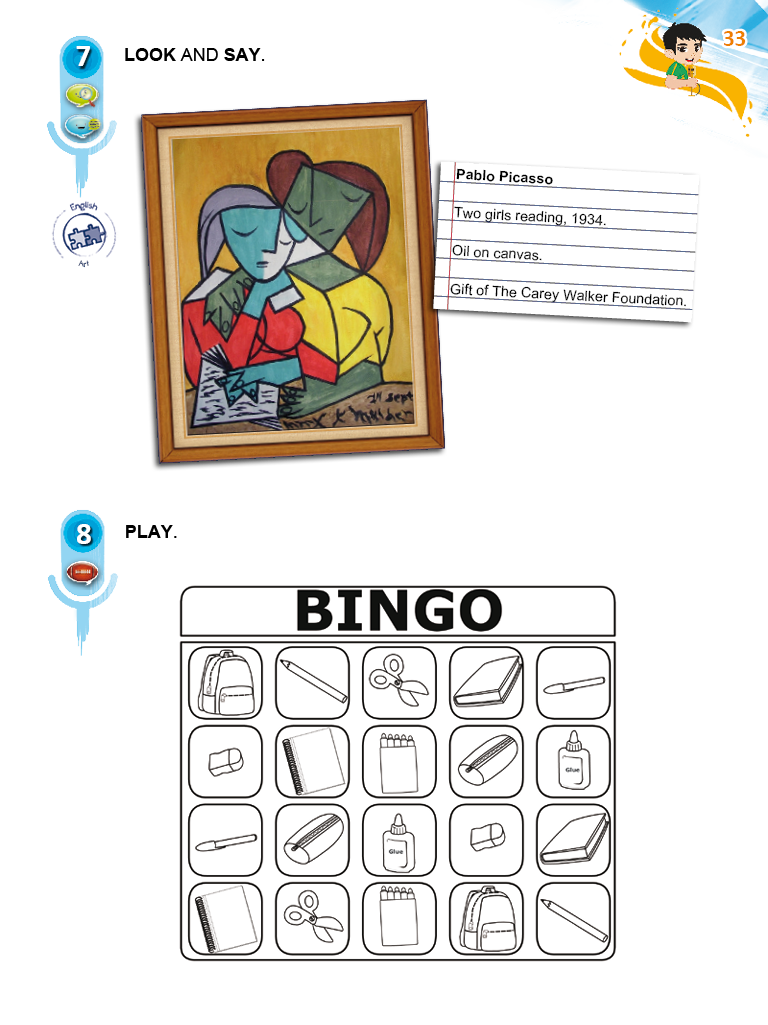 33
7
LOOK AND SAY.
English
Art
Pablo Picasso
Two girls reading, 1934.
Oil on canvas.
Gift of The Carey Walker Foundation.
8
PLAY.
BINGO
Glue
Glue